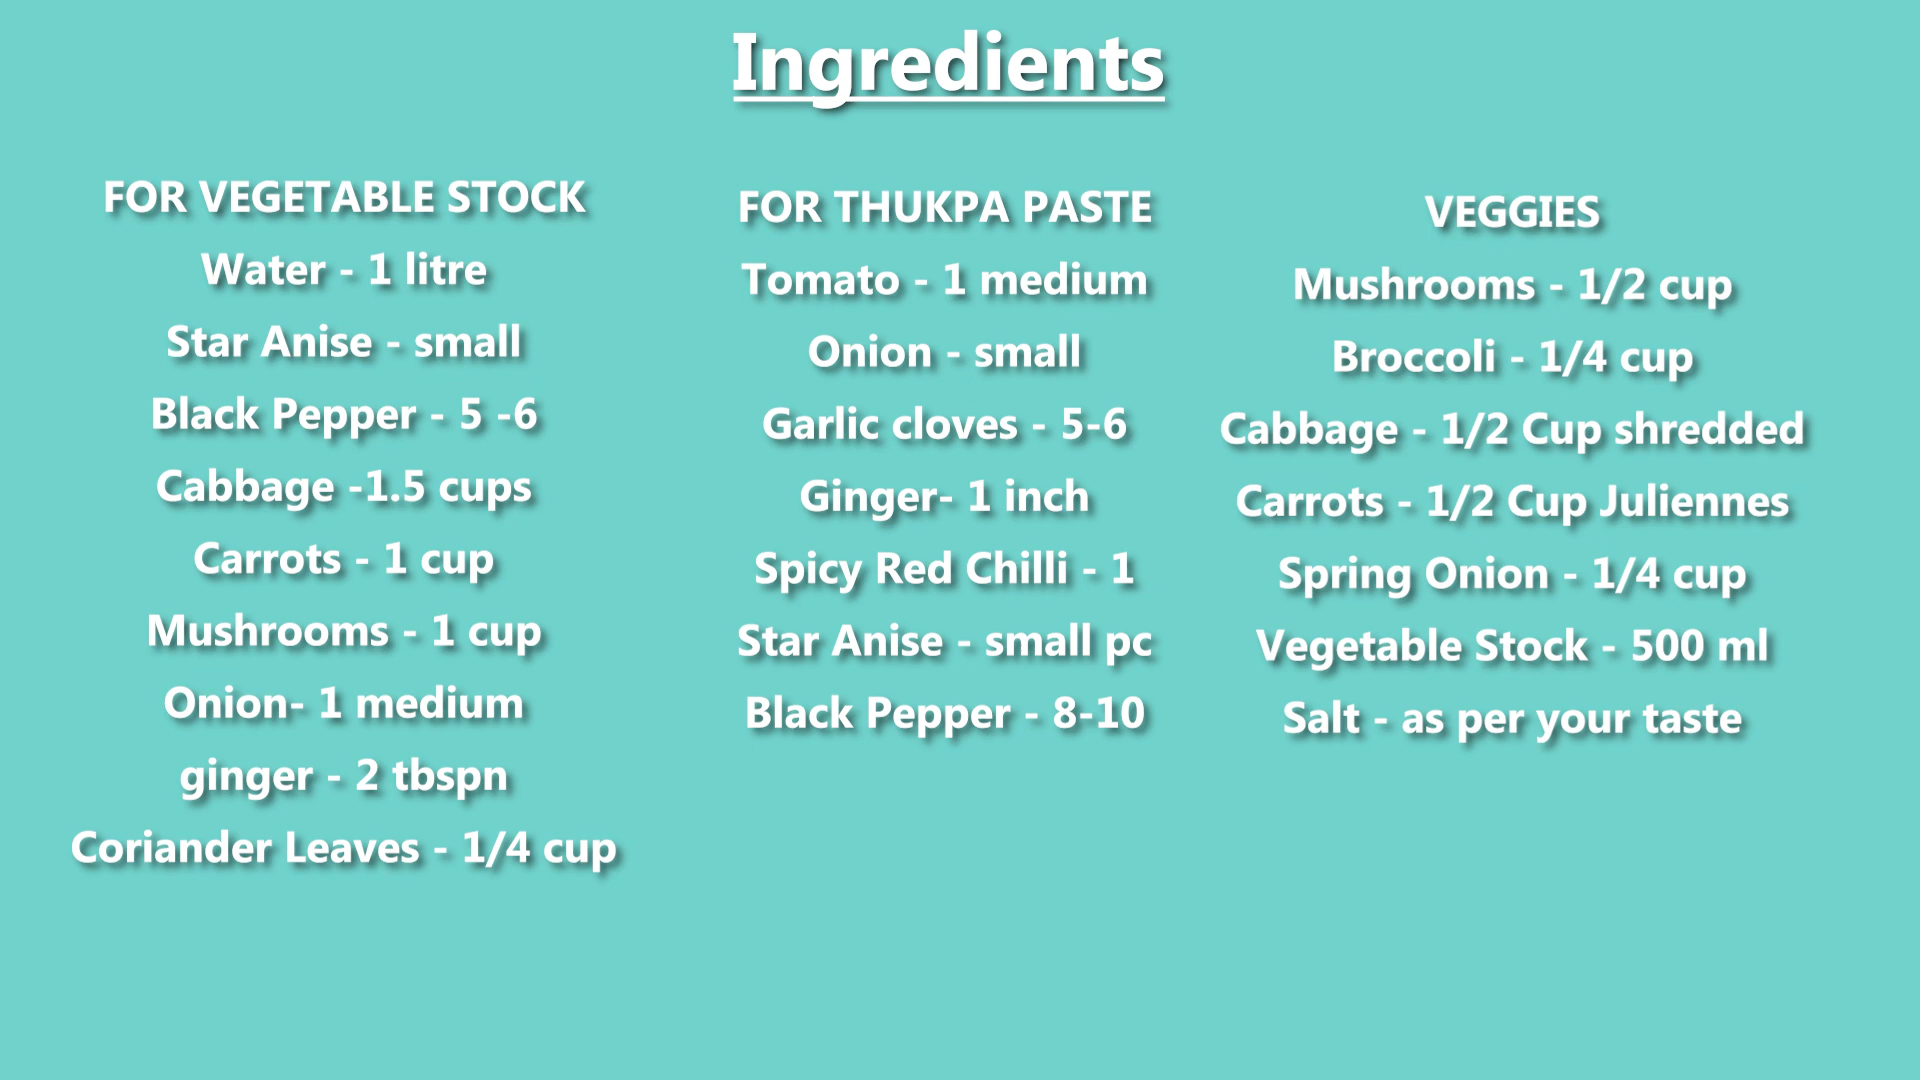 Ingredients
FOR VEGETABLE STOCK
Water - 1 litre
Star Anise - small
Black Pepper - 5 -6
Cabbage -1.5 cups
Carrots - 1 cup
Mushrooms - 1 cup
Onion- 1 medium
ginger - 2 tbspn
Coriander Leaves - 1/4 cup
FOR THUKPA PASTE
Tomato - 1 medium
Onion - small
Garlic cloves - 5-6
Ginger- 1 inch
Spicy Red Chilli - 1
Star Anise - small pc
Black Pepper - 8-10
VEGGIES
Mushrooms - 1/2 cup
Broccoli - 1/4 cup
Cabbage - 1/2 Cup shredded
Carrots - 1/2 Cup Juliennes
Spring Onion - 1/4 cup
Vegetable Stock - 500 ml
Salt - as per your taste